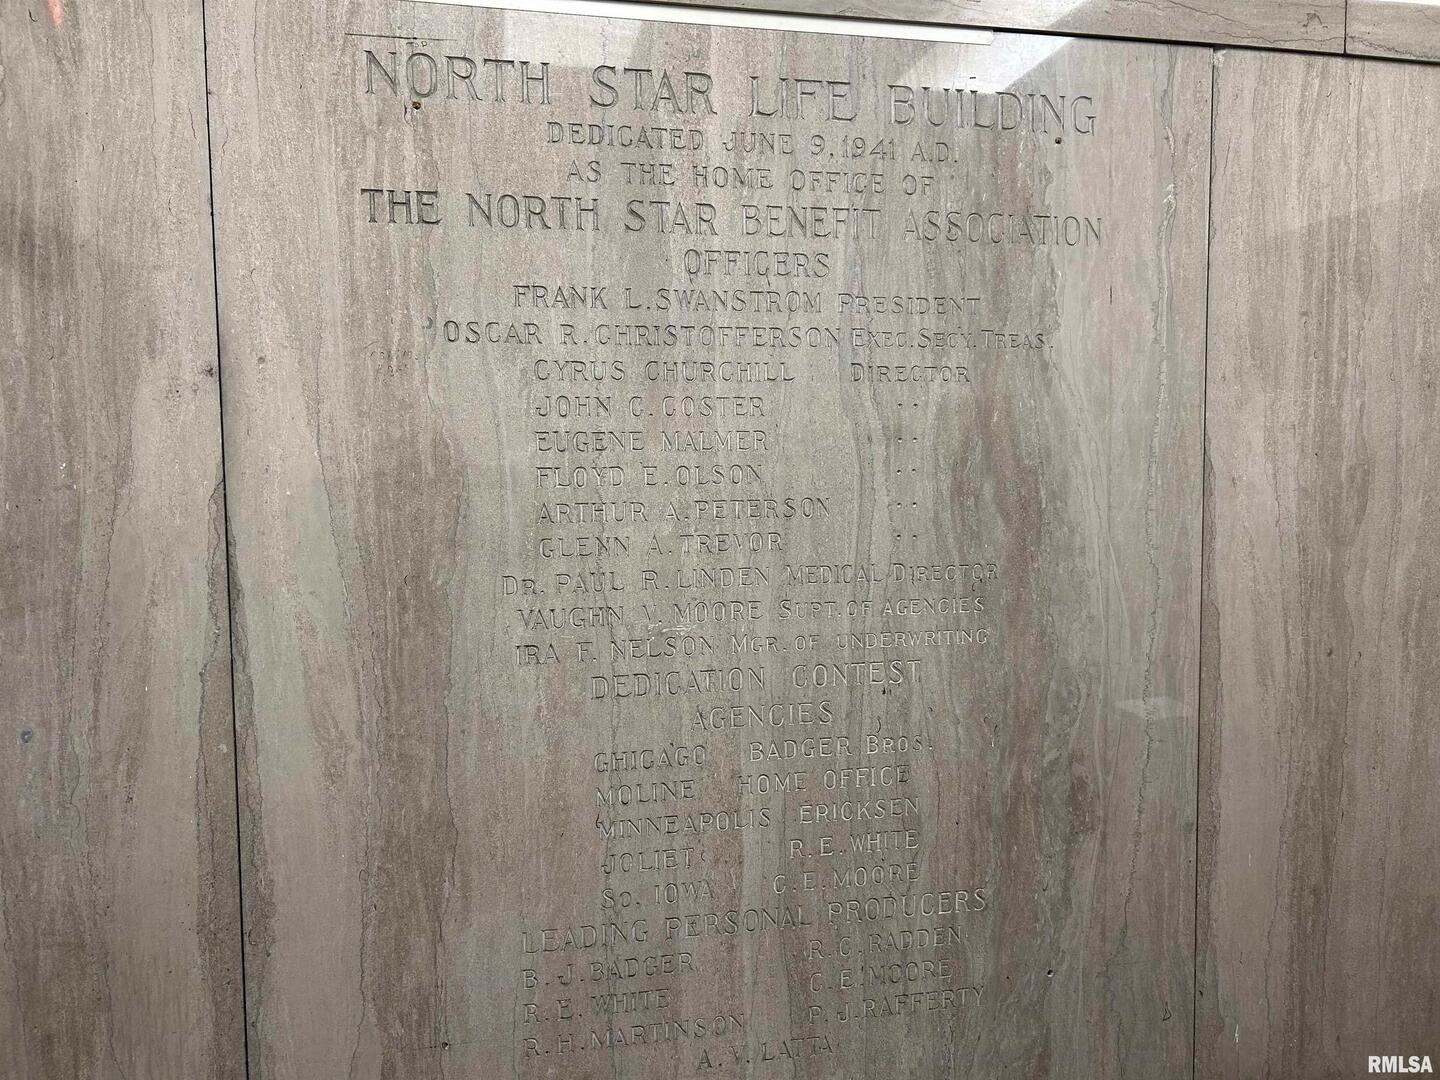 NORTH STAR LIFE BUILDING
DEDICATED JUNE 9, 1941 A.D.
AS THE HOME OFFICE OF
THE NORTH STAR BENEFIT ASSOCIATION
OFFICERS
FRANK L. SWANSTROM PRESIDENT
OSCAR R. CHRISTOFFERSON EXEC. SECY. TREAS.
CYRUS CHURCHILL DIRECTOR
JOHN C. COSTER ..
EUGENE MALMER ..
FLOYD E. OLSON ..
ARTHUR A. PETERSON ..
GLENN A. TREVOR ..
DR. PAUL R. LINDEN MEDICAL DIRECTOR
VAUGHN V. MOORE SUPT. OF AGENCIES
IRA F. NELSON MGR. OF UNDERWRITING
DEDICATION CONTEST
AGENCIES
CHICAGO BADGER BROS.
MOLINE HOME OFFICE
MINNEAPOLIS ERICKSEN
JOLIET R. E. WHITE
SO. IOWA C. E. MOORE
LEADING PERSONAL PRODUCERS
B. J. BADGER R. C. RADDEN
R. E. WHITE C. E. MOORE
R. H. MARTINSON P. J. RAFFERTY
A. V. LATTA
RMLSA